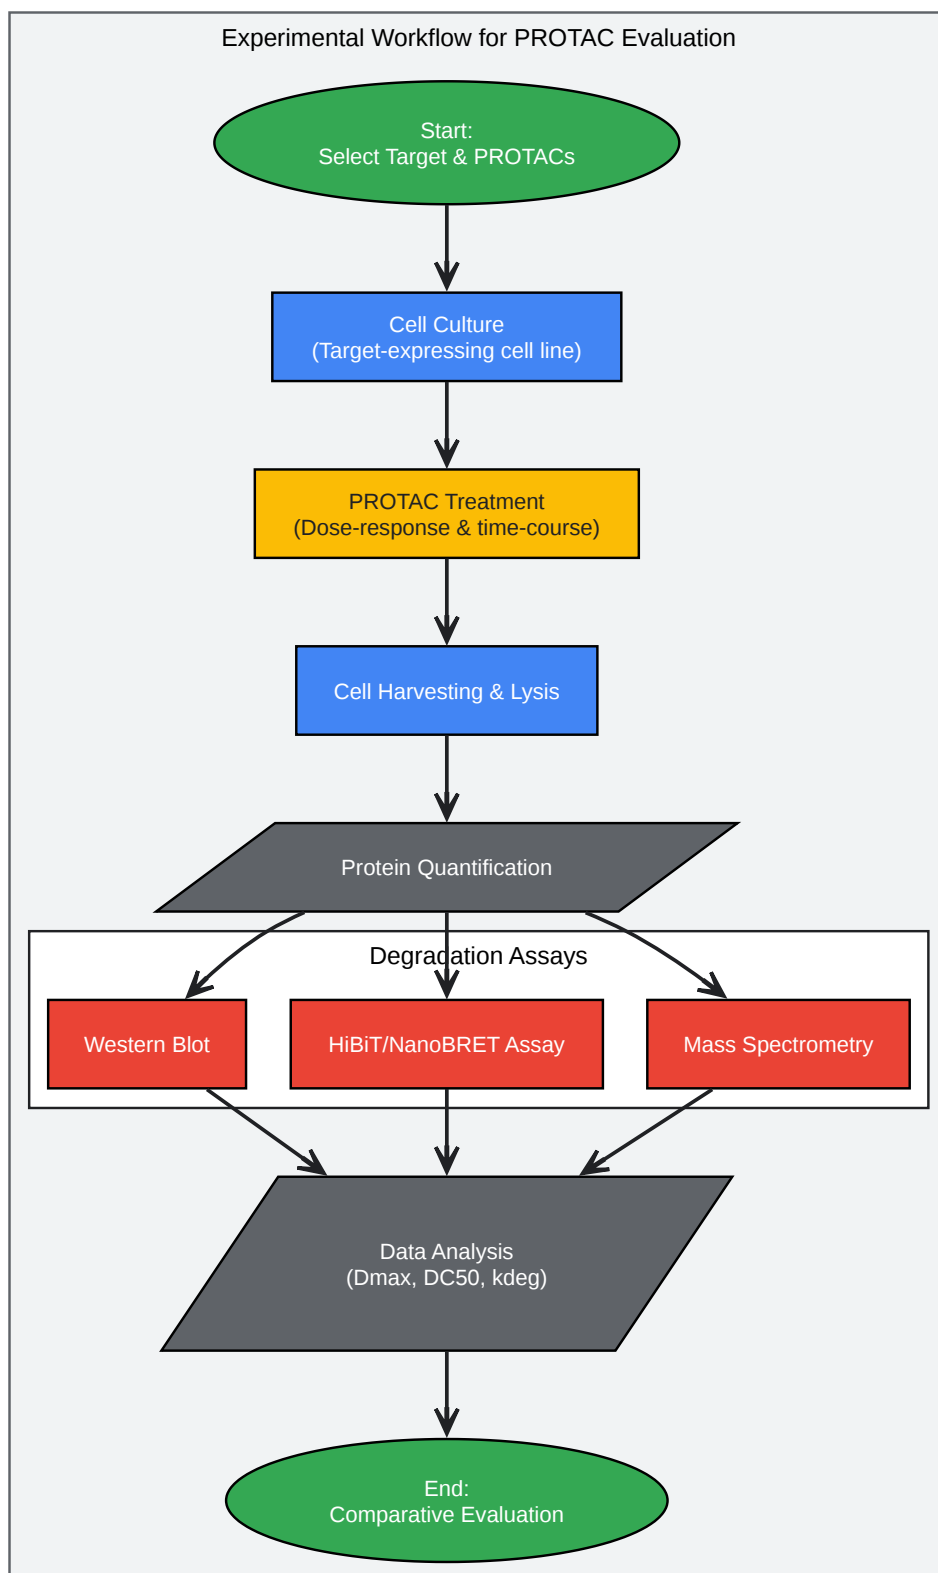 Experimental Workflow for PROTAC Evaluation
Start:
Select Target & PROTACs
Cell Culture
(Target-expressing cell line)
PROTAC Treatment
(Dose-response & time-course)
Cell Harvesting & Lysis
Protein Quantification
Degradation Assays
Western Blot
HiBiT/NanoBRET Assay
Mass Spectrometry
Data Analysis
(Dmax, DC50, kdeg)
End:
Comparative Evaluation